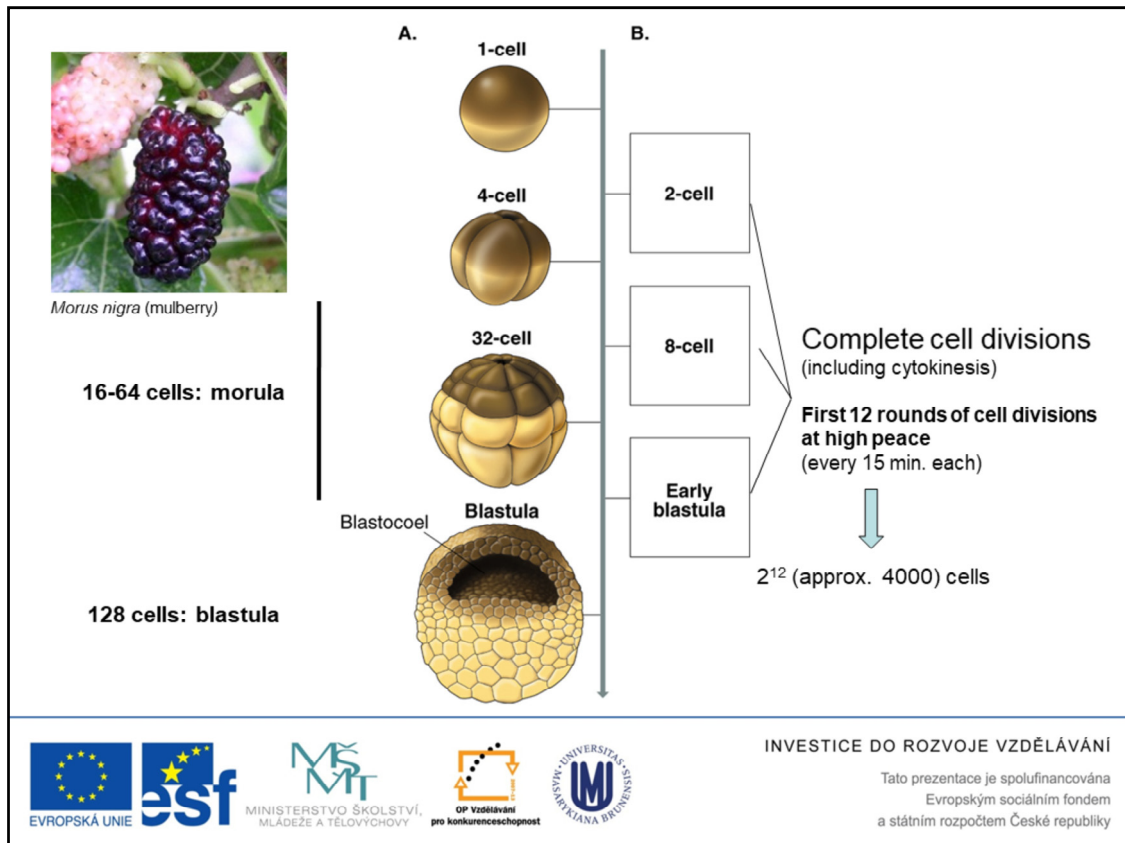 A.
B.
1-cell
2-cell
4-cell
Morus nigra (mulberry)
8-cell
Complete cell divisions
(including cytokinesis)
32-cell
16-64 cells: morula
First 12 rounds of cell divisions
at high peace
(every 15 min. each)
Early
blastula
Blastula
Blastocoel
2¹² (approx. 4000) cells
128 cells: blastula
EVROPSKÁ UNIE
esf
MŠMT
MINISTERSTVO ŠKOLSTVÍ,
MLÁDEŽE A TĚLOVÝCHOVY
OP Vzdělávání
pro konkurenceschopnost
UNIVERSITAS
MASARYKIANA BRUNENSIS
INVESTICE DO ROZVOJE VZDĚLÁVÁNÍ
Tato prezentace je spolufinancována
Evropským sociálním fondem
a státním rozpočtem České republiky